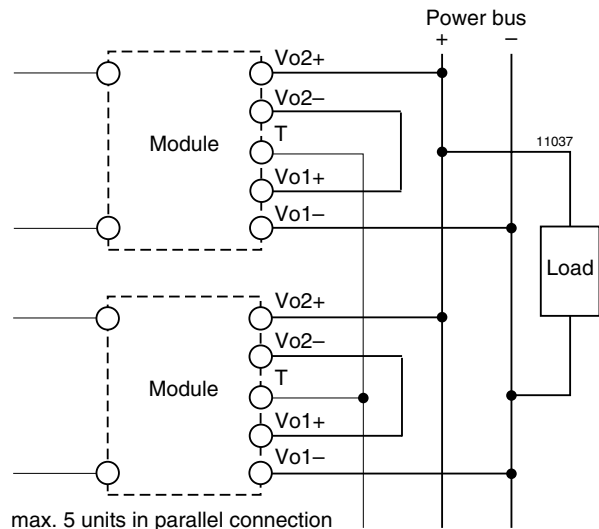 Power bus
+ –
Vo2+
Vo2–
T
Module
Vo1+
Vo1–
11037
Load
Vo2+
Vo2–
T
Module
Vo1+
Vo1–
max. 5 units in parallel connection